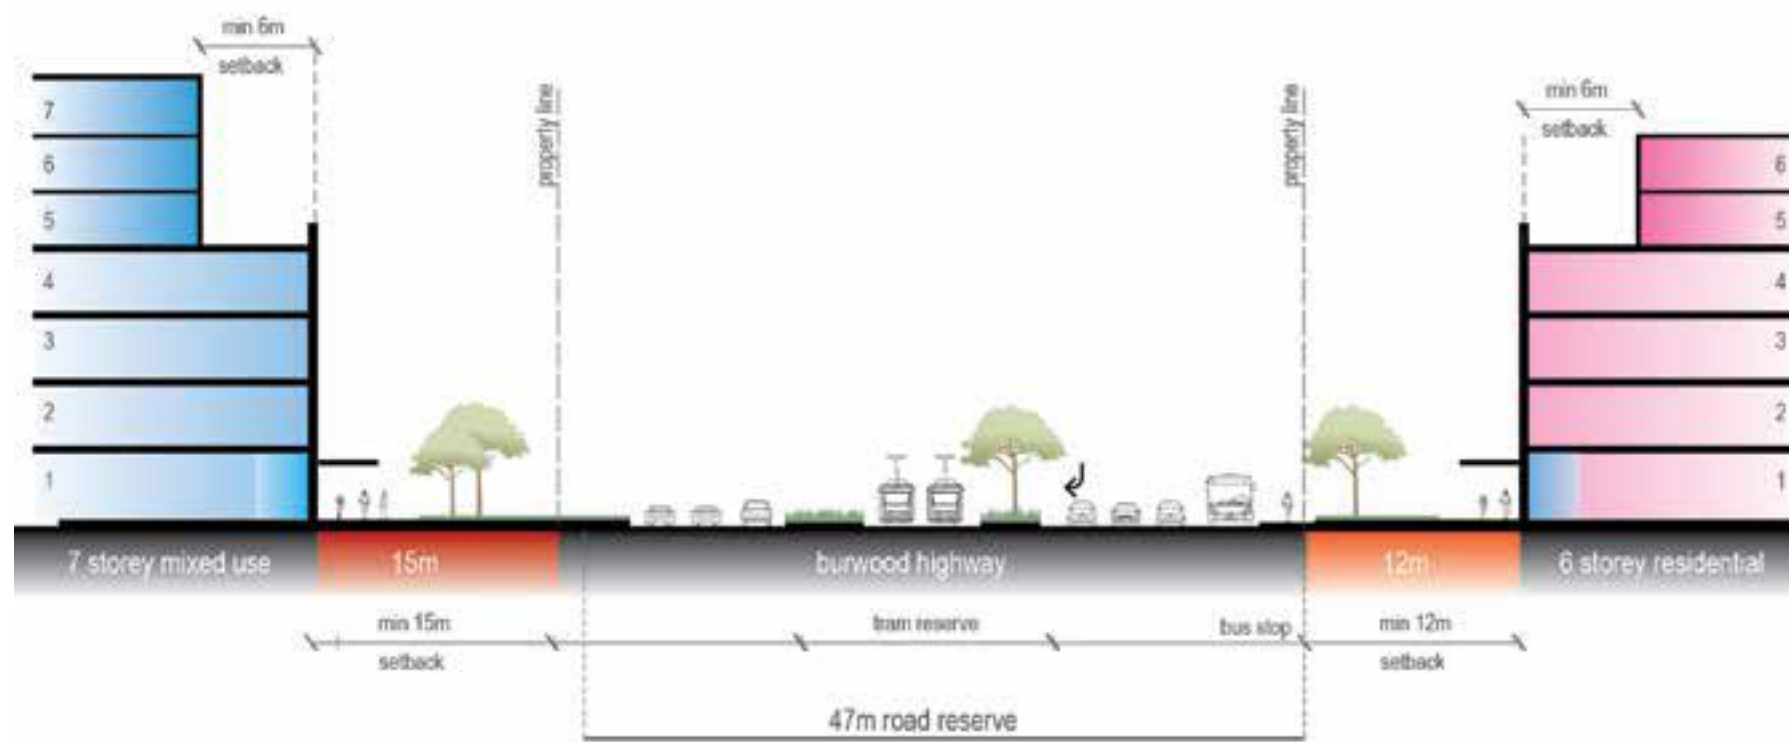 min 6m
setback
property line
property line
min 6m
setback
7
6
5
4
3
2
1
6
5
4
3
2
1
7 storey mixed use
15m
burwood highway
12m
6 storey residential
min 15m
setback
tram reserve
bus stop
min 12m
setback
47m road reserve